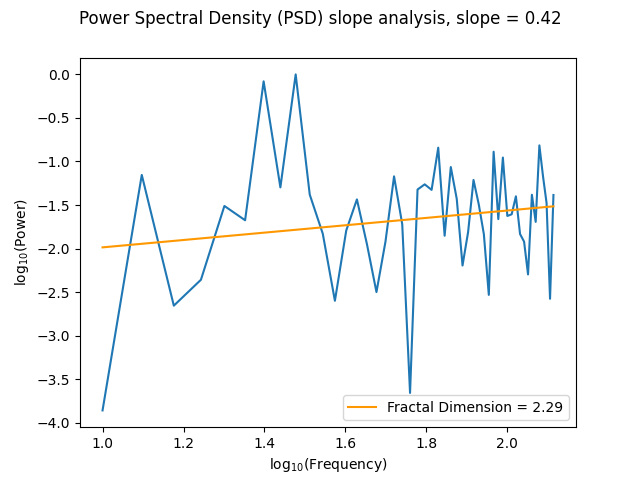 Power Spectral Density (PSD) slope analysis, slope = 0.42
0.0
−0.5
−1.0
−1.5
−2.0
−2.5
−3.0
−3.5
−4.0
log₁₀(Power)
Fractal Dimension = 2.29
1.0 1.2 1.4 1.6 1.8 2.0
log₁₀(Frequency)